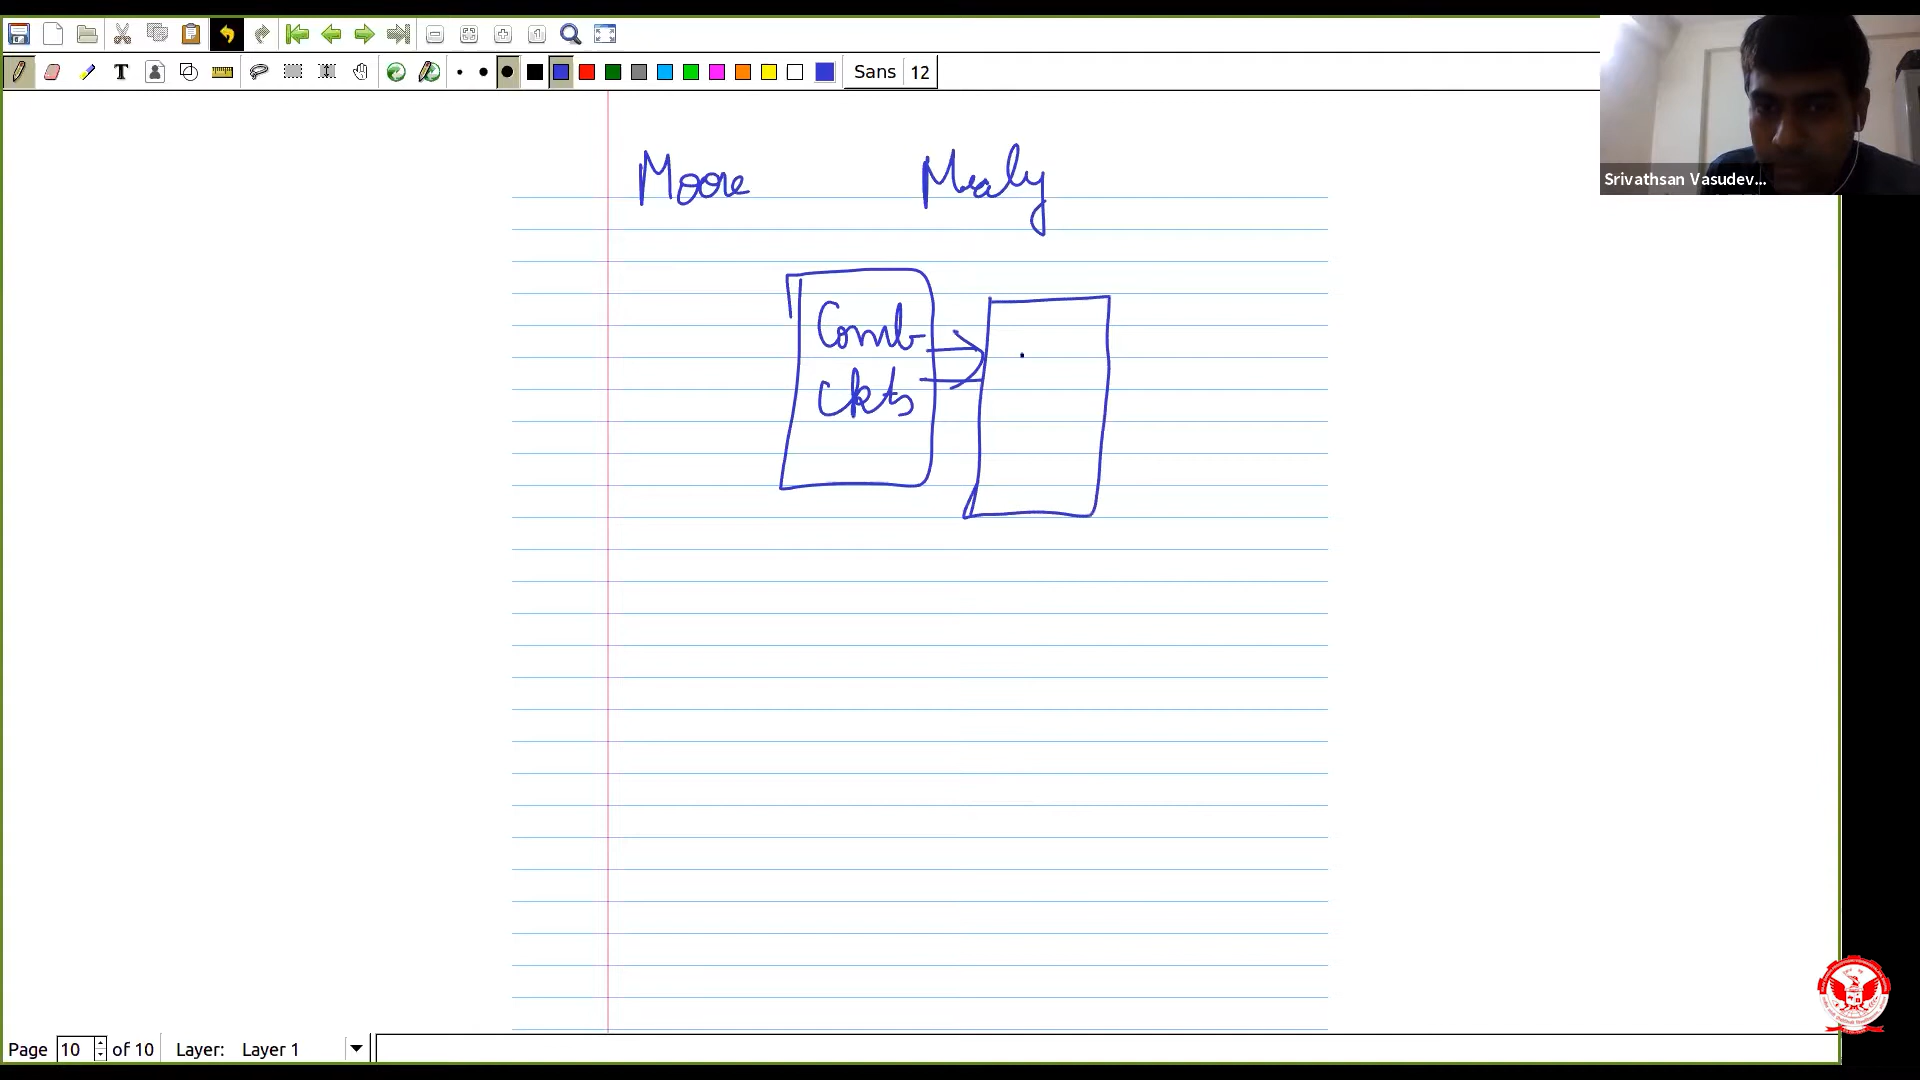 Sans 12
Srivathsan Vasudev...
Moore Mealy
Comb
Ckts
Page 10 of 10 Layer: Layer 1